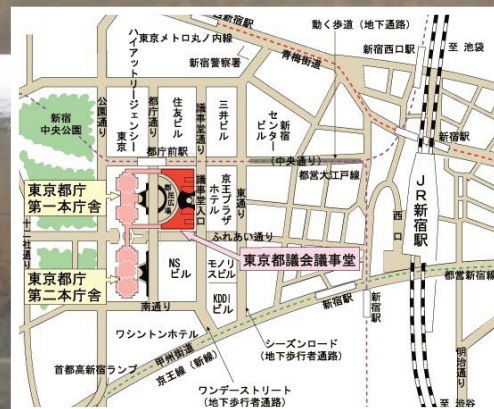 西新宿駅
東京メトロ丸ノ内線
動く歩道（地下通路）
新宿西口駅
至 池袋
青梅街道
新宿警察署
新宿駅
ハイアットリージェンシー東京
公園通り
都庁通り
住友ビル
議事堂通り
三井ビル
新宿センタービル
新宿中央公園
都庁前駅
(中央通り)
都営大江戸線
東通り
京王プラザホテル
議事堂入口
都民広場
東京都庁
第一本庁舎
ふれあい通り
西口
JR新宿駅
十二社通り
東京都議会議事堂
東京都庁
第二本庁舎
NSビル
モノリスビル
KDDIビル
都営新宿線
新宿駅
新宿駅
南通り
ワシントンホテル
甲州街道
シーズンロード
(地下歩行者通路)
首都高新宿ランプ
京王線（新線）
明治通り
ワンデーストリート
(地下歩行者通路)
至 渋谷